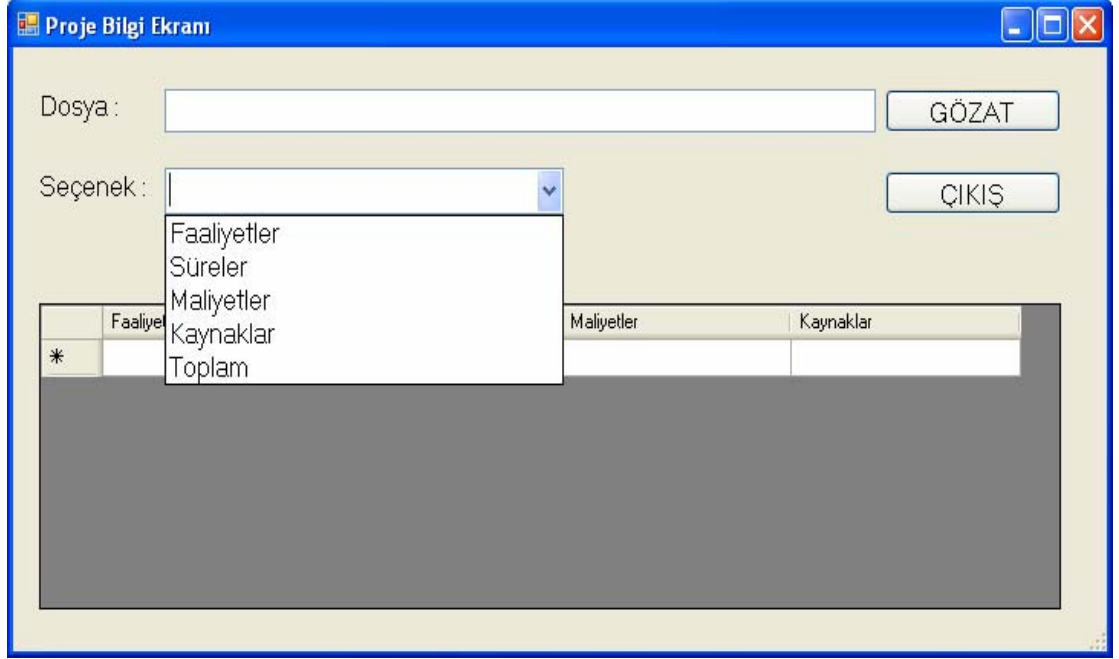 Proje Bilgi Ekranı
Dosya :
GÖZAT
Seçenek :
ÇIKIŞ
Faaliyetler
Süreler
Maliyetler
Kaynaklar
Toplam
Maliyetler Kaynaklar
*